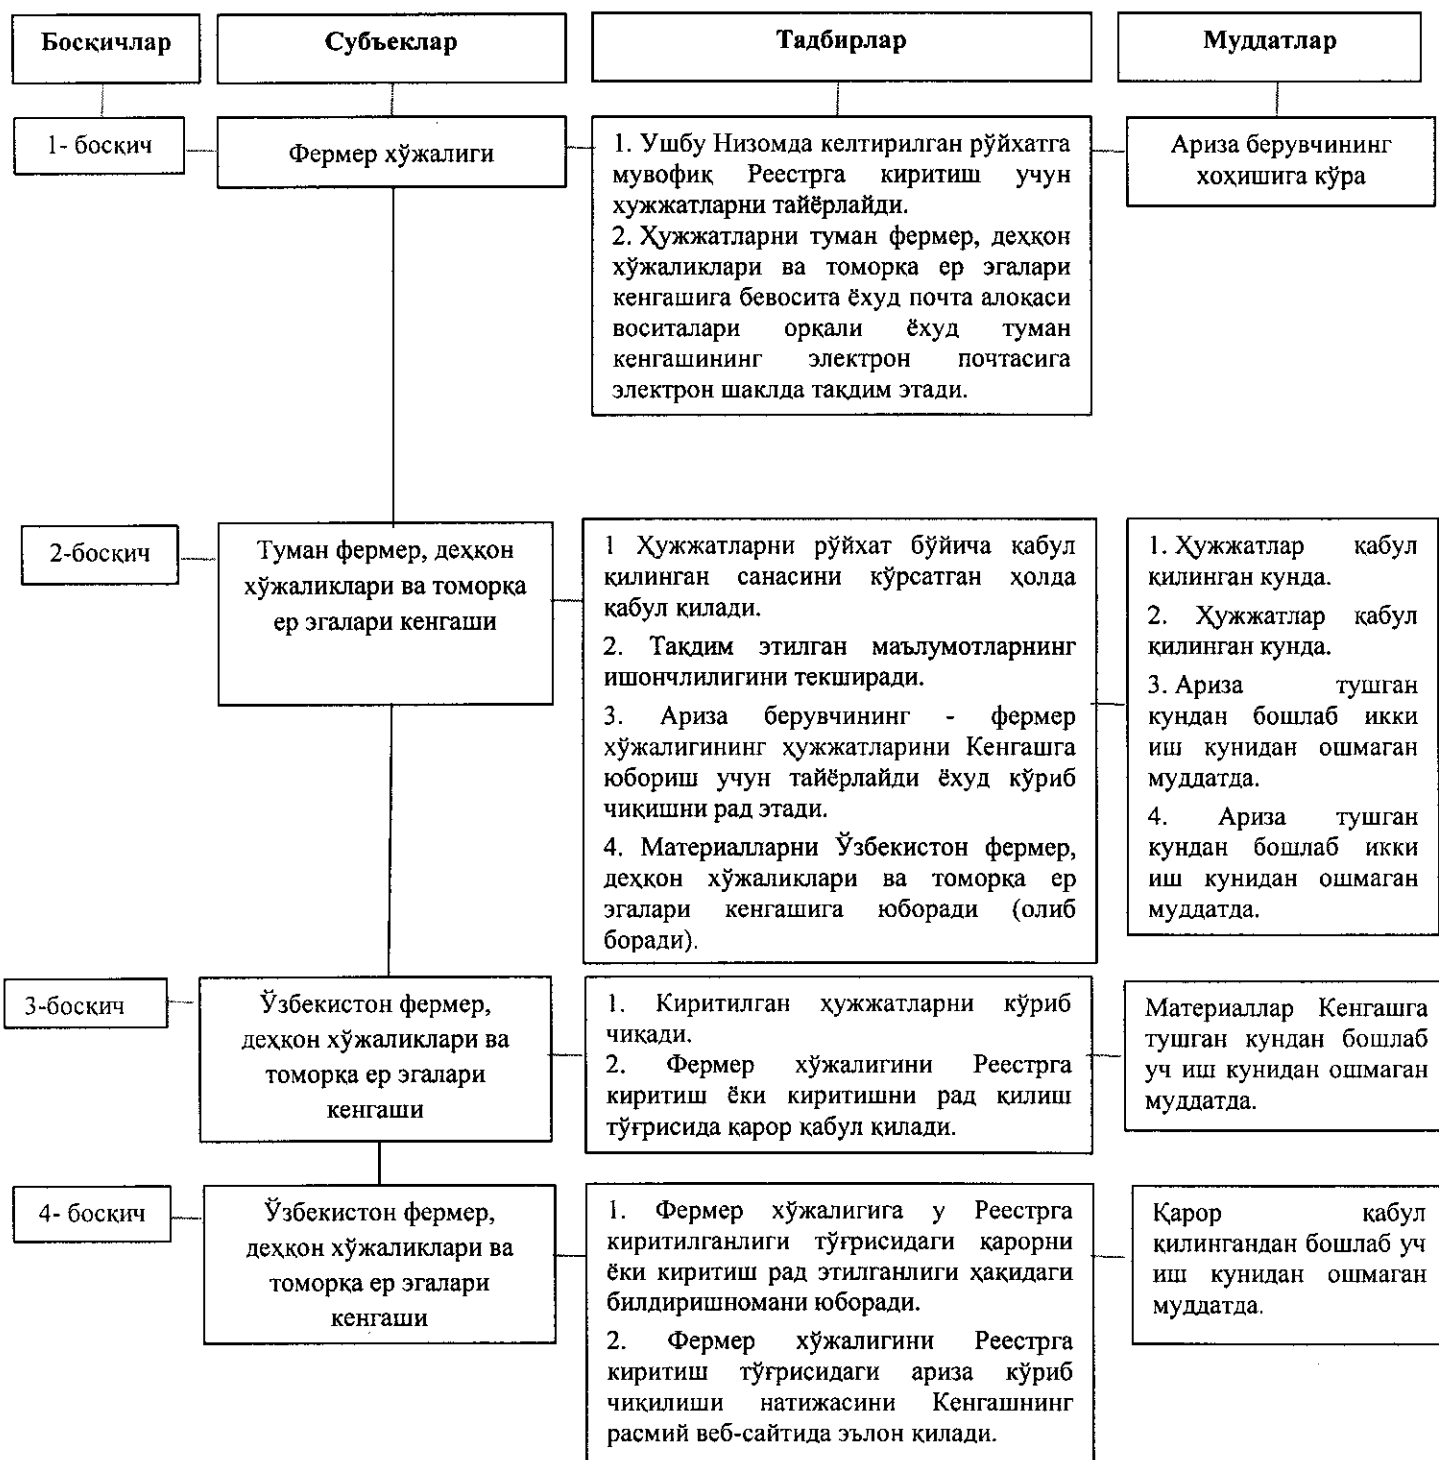 Босқичлар
Субъеклар
Тадбирлар
Муддатлар
1- босқич
Фермер хўжалиги
1. Ушбу Низомда келтирилган рўйхатга
мувофиқ Реестрга киритиш учун
хужжатларни тайёрлайди.
2. Ҳужжатларни туман фермер, деҳқон
хўжаликлари ва томорқа ер эгалари
кенгашига бевосита ёхуд почта алоқаси
воситалари орқали ёхуд туман
кенгашининг электрон почтасига
электрон шаклда тақдим этади.
Ариза берувчининг
хоҳишига кўра
2-босқич
Туман фермер, деҳқон
хўжаликлари ва томорқа
ер эгалари кенгаши
1 Ҳужжатларни рўйхат бўйича қабул
қилинган санасини кўрсатган ҳолда
қабул қилади.
2. Тақдим этилган маълумотларнинг
ишончлилигини текширади.
3. Ариза берувчининг - фермер
хўжалигининг ҳужжатларини Кенгашга
юбориш учун тайёрлайди ёхуд кўриб
чиқишни рад этади.
4. Материалларни Ўзбекистон фермер,
деҳқон хўжаликлари ва томорқа ер
эгалари кенгашига юборади (олиб
боради).
1. Ҳужжатлар қабул
қилинган кунда.
2. Ҳужжатлар қабул
қилинган кунда.
3. Ариза тушган
кундан бошлаб икки
иш кунидан ошмаган
муддатда.
4. Ариза тушган
кундан бошлаб икки
иш кунидан ошмаган
муддатда.
3-босқич
Ўзбекистон фермер,
деҳқон хўжаликлари ва
томорқа ер эгалари
кенгаши
1. Киритилган ҳужжатларни кўриб
чиқади.
2. Фермер хўжалигини Реестрга
киритиш ёки киритишни рад қилиш
тўғрисида қарор қабул қилади.
Материаллар Кенгашга
тушган кундан бошлаб
уч иш кунидан ошмаган
муддатда.
4- босқич
Ўзбекистон фермер,
деҳқон хўжаликлари ва
томорқа ер эгалари
кенгаши
1. Фермер хўжалигига у Реестрга
киритилганлиги тўғрисидаги қарорни
ёки киритиш рад этилганлиги ҳақидаги
билдиришномани юборади.
2. Фермер хўжалигини Реестрга
киритиш тўғрисидаги ариза кўриб
чиқилиши натижасини Кенгашнинг
расмий веб-сайтида эълон қилади.
Қарор қабул
қилингандан бошлаб уч
иш кунидан ошмаган
муддатда.